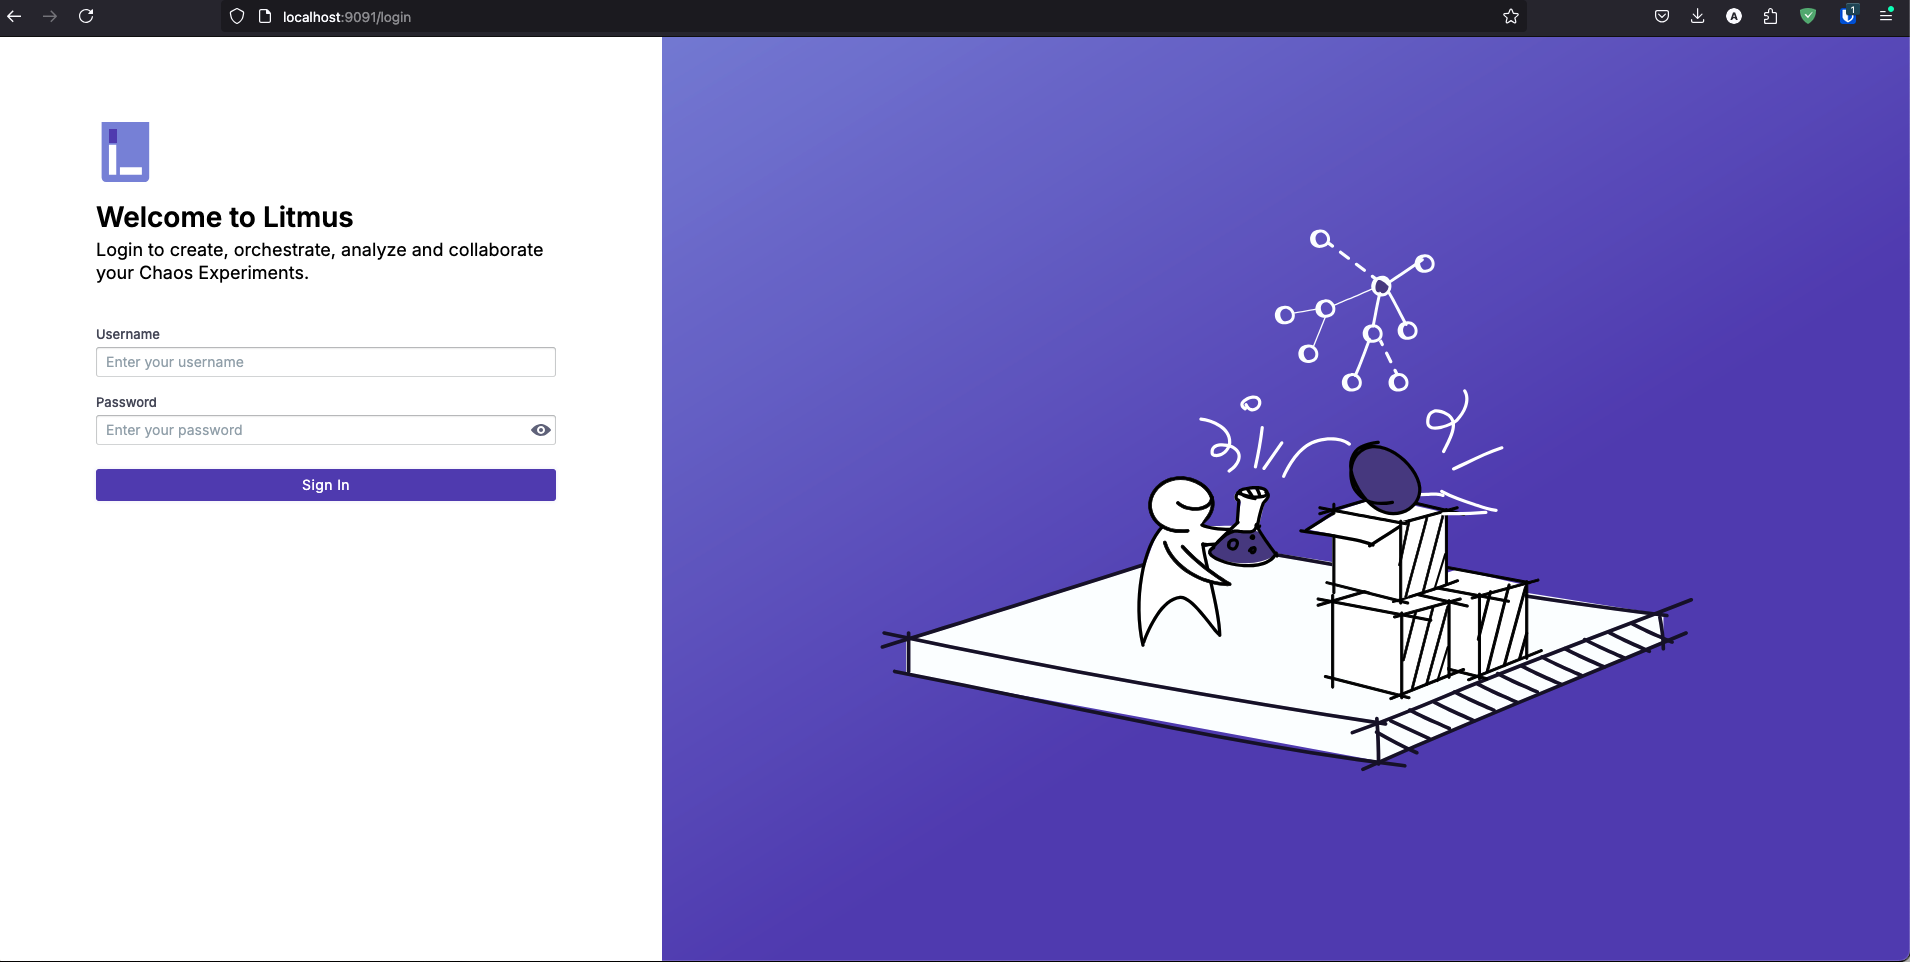 localhost:9091/login
A
1
Welcome to Litmus
Login to create, orchestrate, analyze and collaborate
your Chaos Experiments.
Username
Enter your username
Password
Enter your password
Sign In